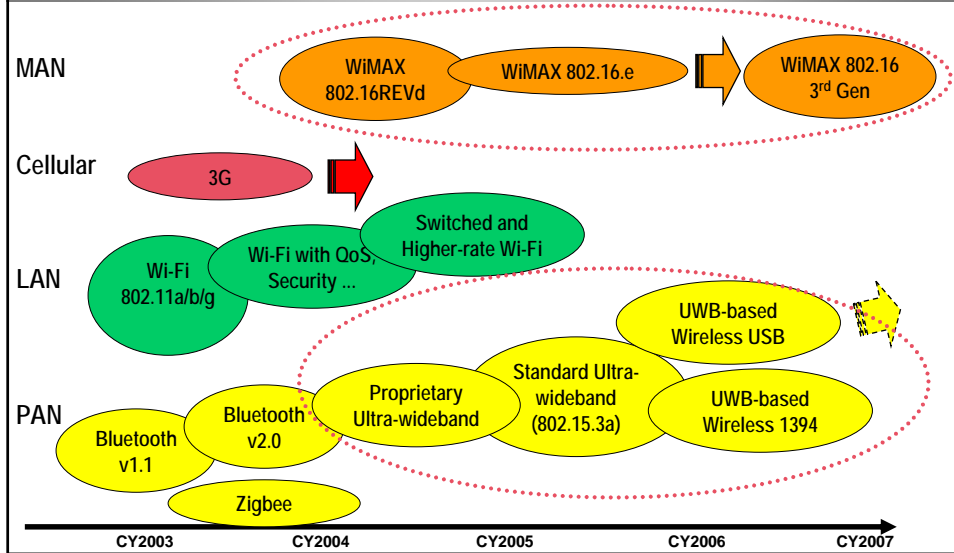 MAN
WiMAX
802.16REVd
WiMAX 802.16.e
WiMAX 802.16
3rd Gen
Cellular
3G
LAN
Wi-Fi
802.11a/b/g
Wi-Fi with QoS,
Security ...
Switched and
Higher-rate Wi-Fi
PAN
Bluetooth
v1.1
Bluetooth
v2.0
Zigbee
Proprietary
Ultra-wideband
Standard Ultra-
wideband
(802.15.3a)
UWB-based
Wireless USB
UWB-based
Wireless 1394
CY2003
CY2004
CY2005
CY2006
CY2007